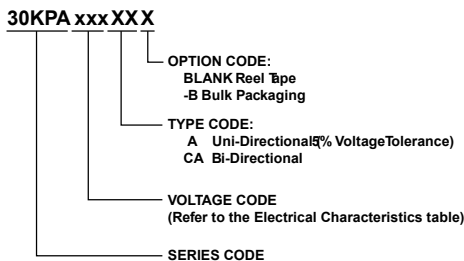 30KPA xxx XX X
OPTION CODE:
BLANK Reel Tape
-B Bulk Packaging
TYPE CODE:
A Uni-Directional (5% VoltageTolerance)
CA Bi-Directional
VOLTAGE CODE
(Refer to the Electrical Characteristics table)
SERIES CODE